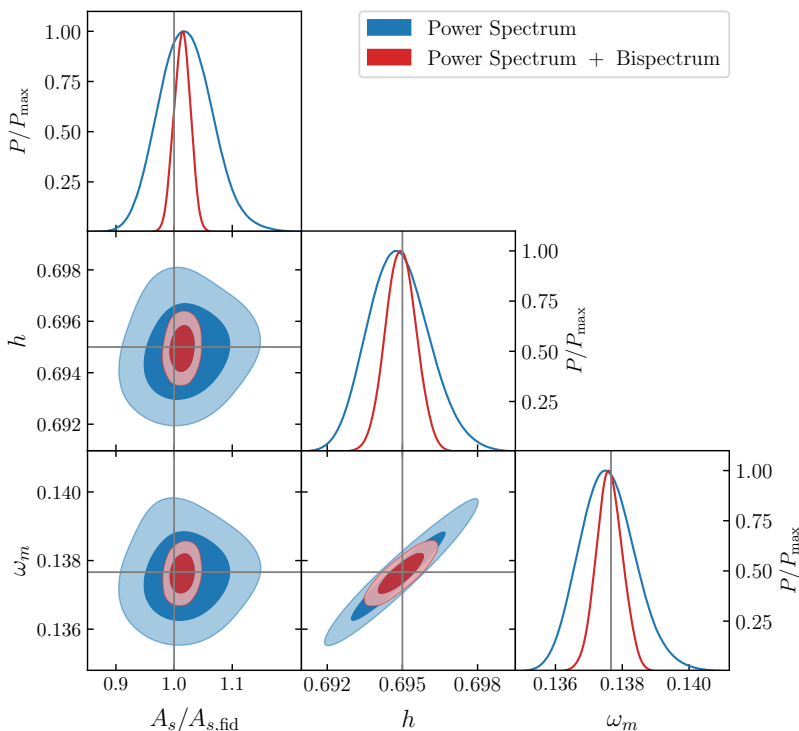 Power Spectrum
Power Spectrum + Bispectrum
1.00
0.75
0.50
0.25
P/P_max
0.698
0.696
0.694
0.692
h
1.00
0.75
0.50
0.25
P/P_max
0.140
0.138
0.136
ω_m
1.00
0.75
0.50
0.25
P/P_max
0.9 1.0 1.1
0.692 0.695 0.698
0.136 0.138 0.140
A_s/A_s,fid
h
ω_m